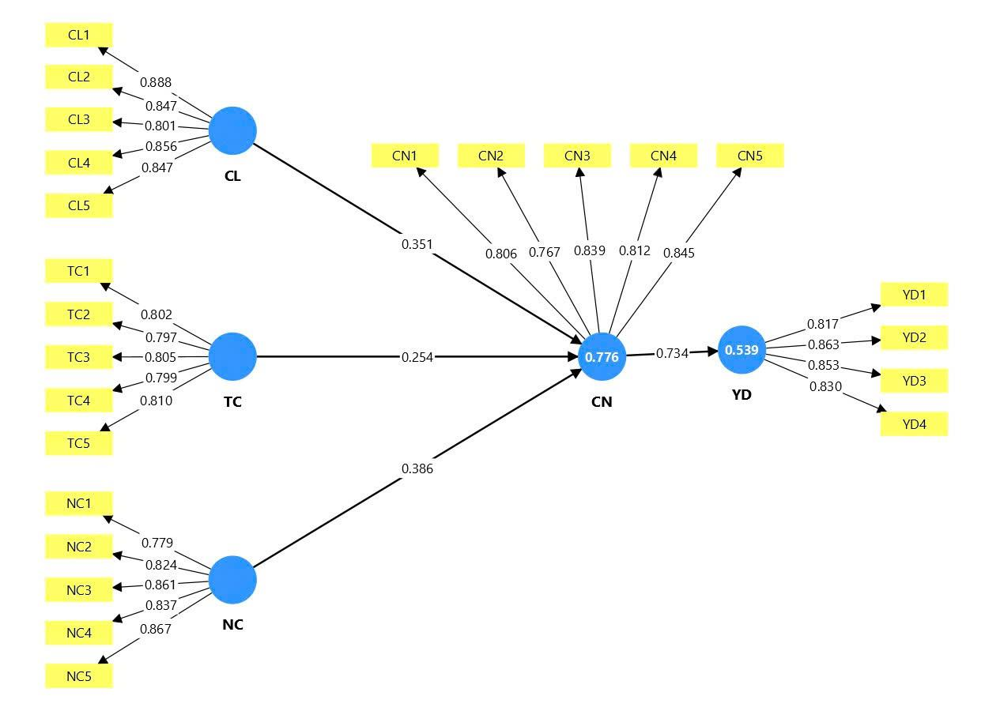 CL1
CL2
CL3
CL4
CL5
0.888
0.847
0.801
0.856
0.847
CL
TC1
TC2
TC3
TC4
TC5
0.802
0.797
0.805
0.799
0.810
TC
NC1
NC2
NC3
NC4
NC5
0.779
0.824
0.861
0.837
0.867
NC
0.351
0.254
0.386
CN1 CN2 CN3 CN4 CN5
0.806 0.767 0.839 0.812 0.845
0.776
CN
0.734
0.539
YD
0.817
0.863
0.853
0.830
YD1
YD2
YD3
YD4